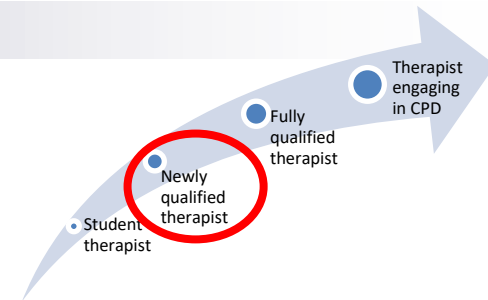 Therapist
engaging
in CPD
Fully
qualified
therapist
Newly
qualified
therapist
Student
therapist